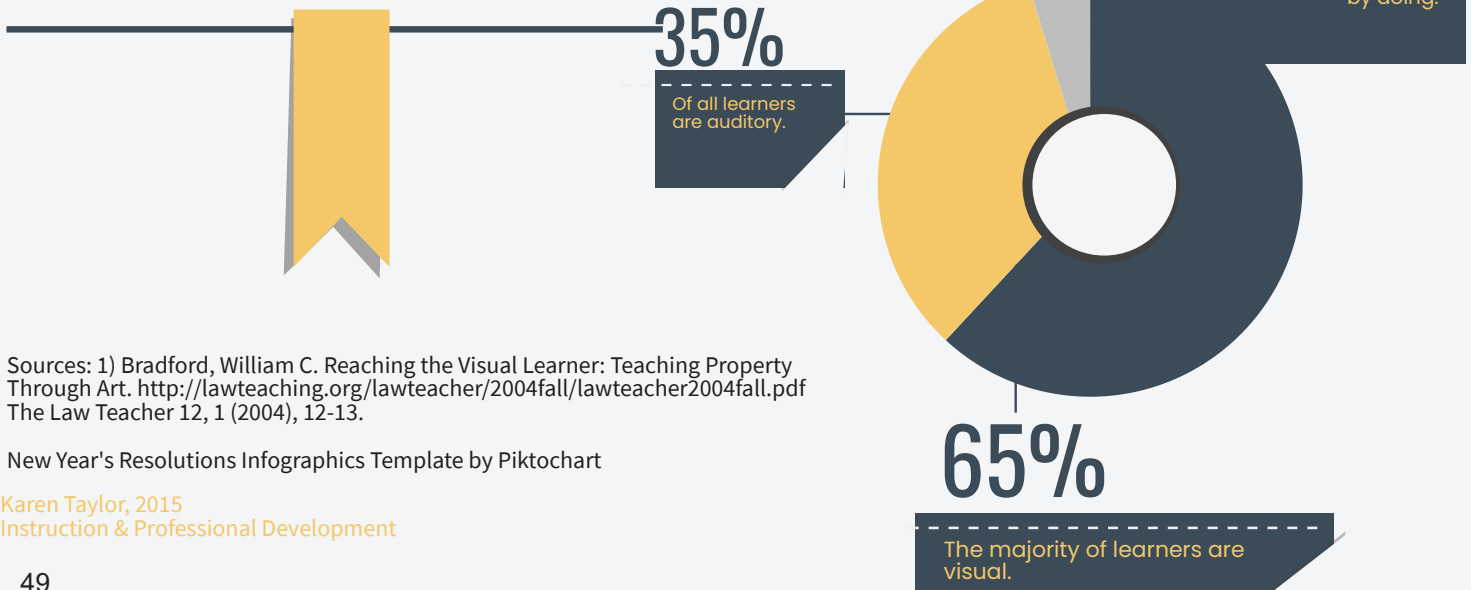 by doing.
35%
Of all learners
are auditory.
Sources: 1) Bradford, William C. Reaching the Visual Learner: Teaching Property
Through Art. http://lawteaching.org/lawteacher/2004fall/lawteacher2004fall.pdf
The Law Teacher 12, 1 (2004), 12-13.
New Year's Resolutions Infographics Template by Piktochart
Karen Taylor, 2015
Instruction & Professional Development
65%
The majority of learners are
visual.
49